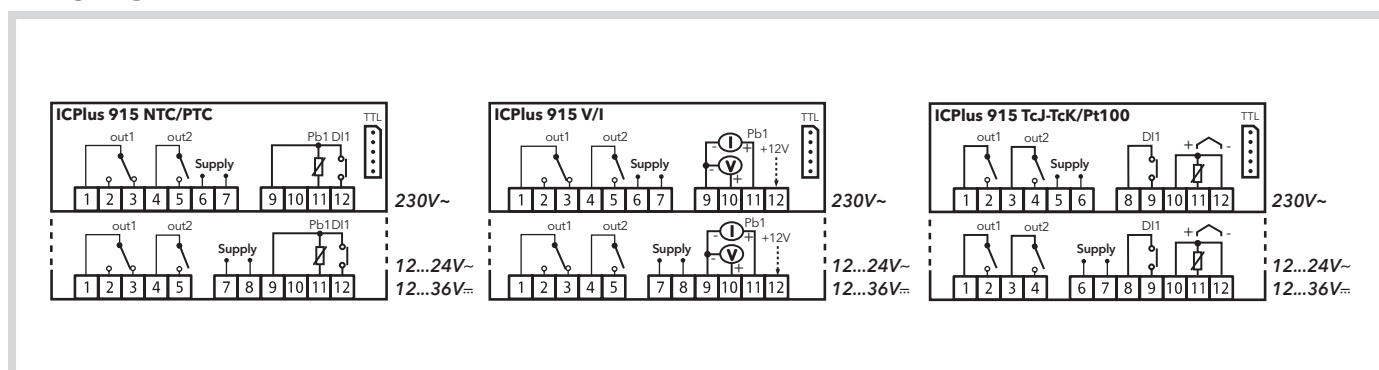 ICPlus 915 NTC/PTC
TTL
out1 out2 Pb1 DI1
Supply
1 2 3 4 5 6 7 9 10 11 12
230V~
out1 out2 Pb1 DI1
Supply
1 2 3 4 5 7 8 9 10 11 12
12...24V~
12...36V⎓
ICPlus 915 V/I
TTL
out1 out2 Pb1
I +12V
Supply
- +
- V
+
1 2 3 4 5 6 7 9 10 11 12
230V~
out1 out2 Pb1
I +12V
Supply
- +
- V
+
1 2 3 4 5 7 8 9 10 11 12
12...24V~
12...36V⎓
ICPlus 915 TcJ-TcK/Pt100
TTL
out1 out2 DI1 + -
Supply
1 2 3 4 5 6 8 9 10 11 12
230V~
out1 out2 DI1 + -
Supply
1 2 3 4 6 7 8 9 10 11 12
12...24V~
12...36V⎓